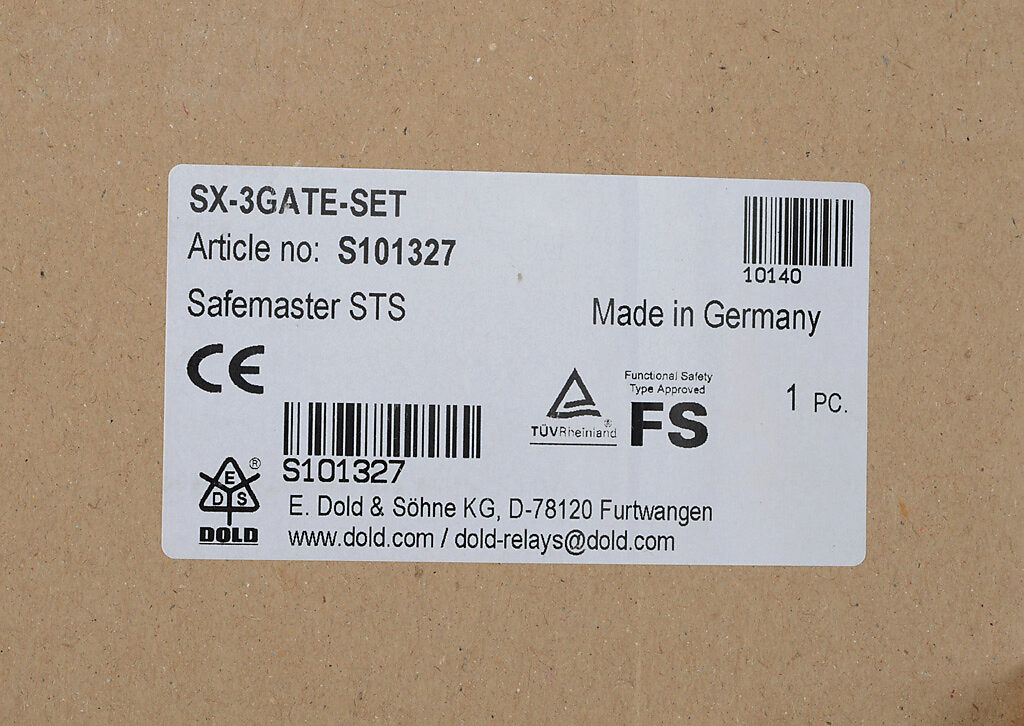 SX-3GATE-SET
Article no: S101327
10140
Safemaster STS
Made in Germany
CE
TÜVRheinland®
Functional Safety
Type Approved
FS
1 PC.
S101327
E D S ®
DOLD
E. Dold & Söhne KG, D-78120 Furtwangen
www.dold.com / dold-relays@dold.com